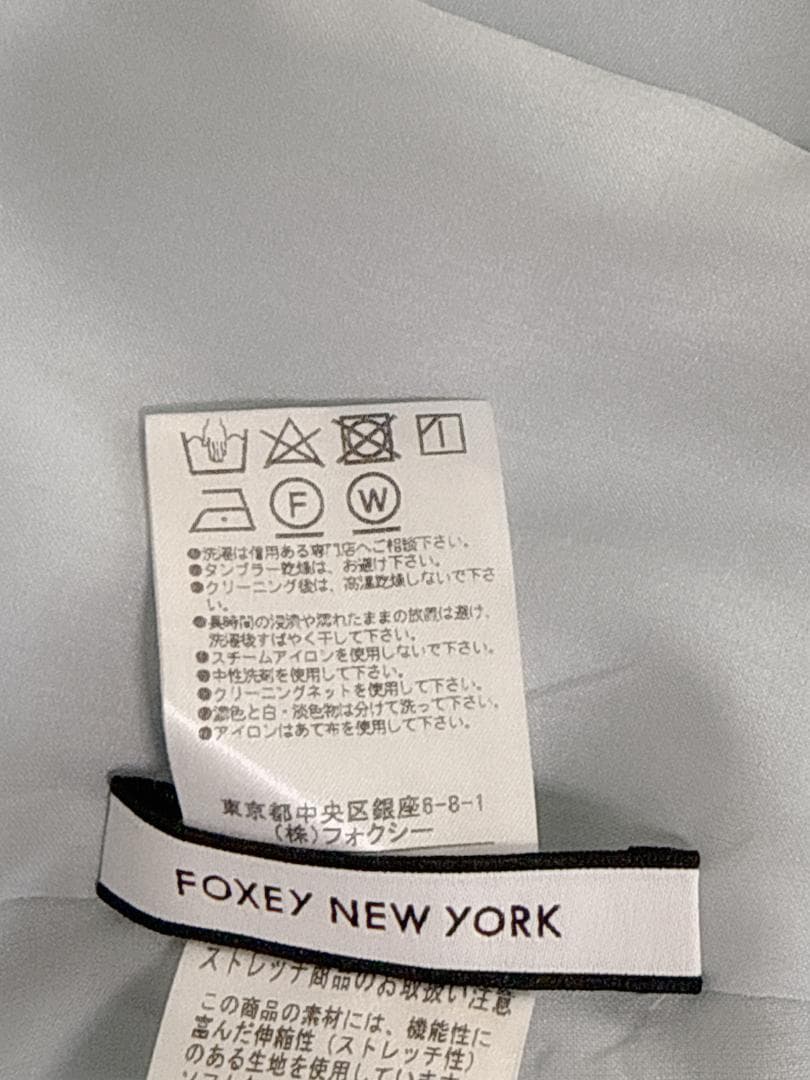 F
W
●洗濯は信用ある専門店へご相談下さい。
●タンブラー乾燥は、お避け下さい。
●クリーニング後は、高温乾燥しないで下さ
い。
●長時間の浸漬や濡れたままの放置は避け、
洗濯後すばやく干して下さい。
●スチームアイロンを使用しないで下さい。
●中性洗剤を使用して下さい。
●クリーニングネットを使用して下さい。
●濃色と白・淡色物は分けて洗って下さい。
●アイロンはあて布を使用して下さい。
東京都中央区銀座6-8-1
(株)フォクシー
FOXEY NEW YORK
ストレッチ商品のお取扱い注意
この商品の素材には、機能性に
富んだ伸縮性(ストレッチ性)
のある生地を使用しています